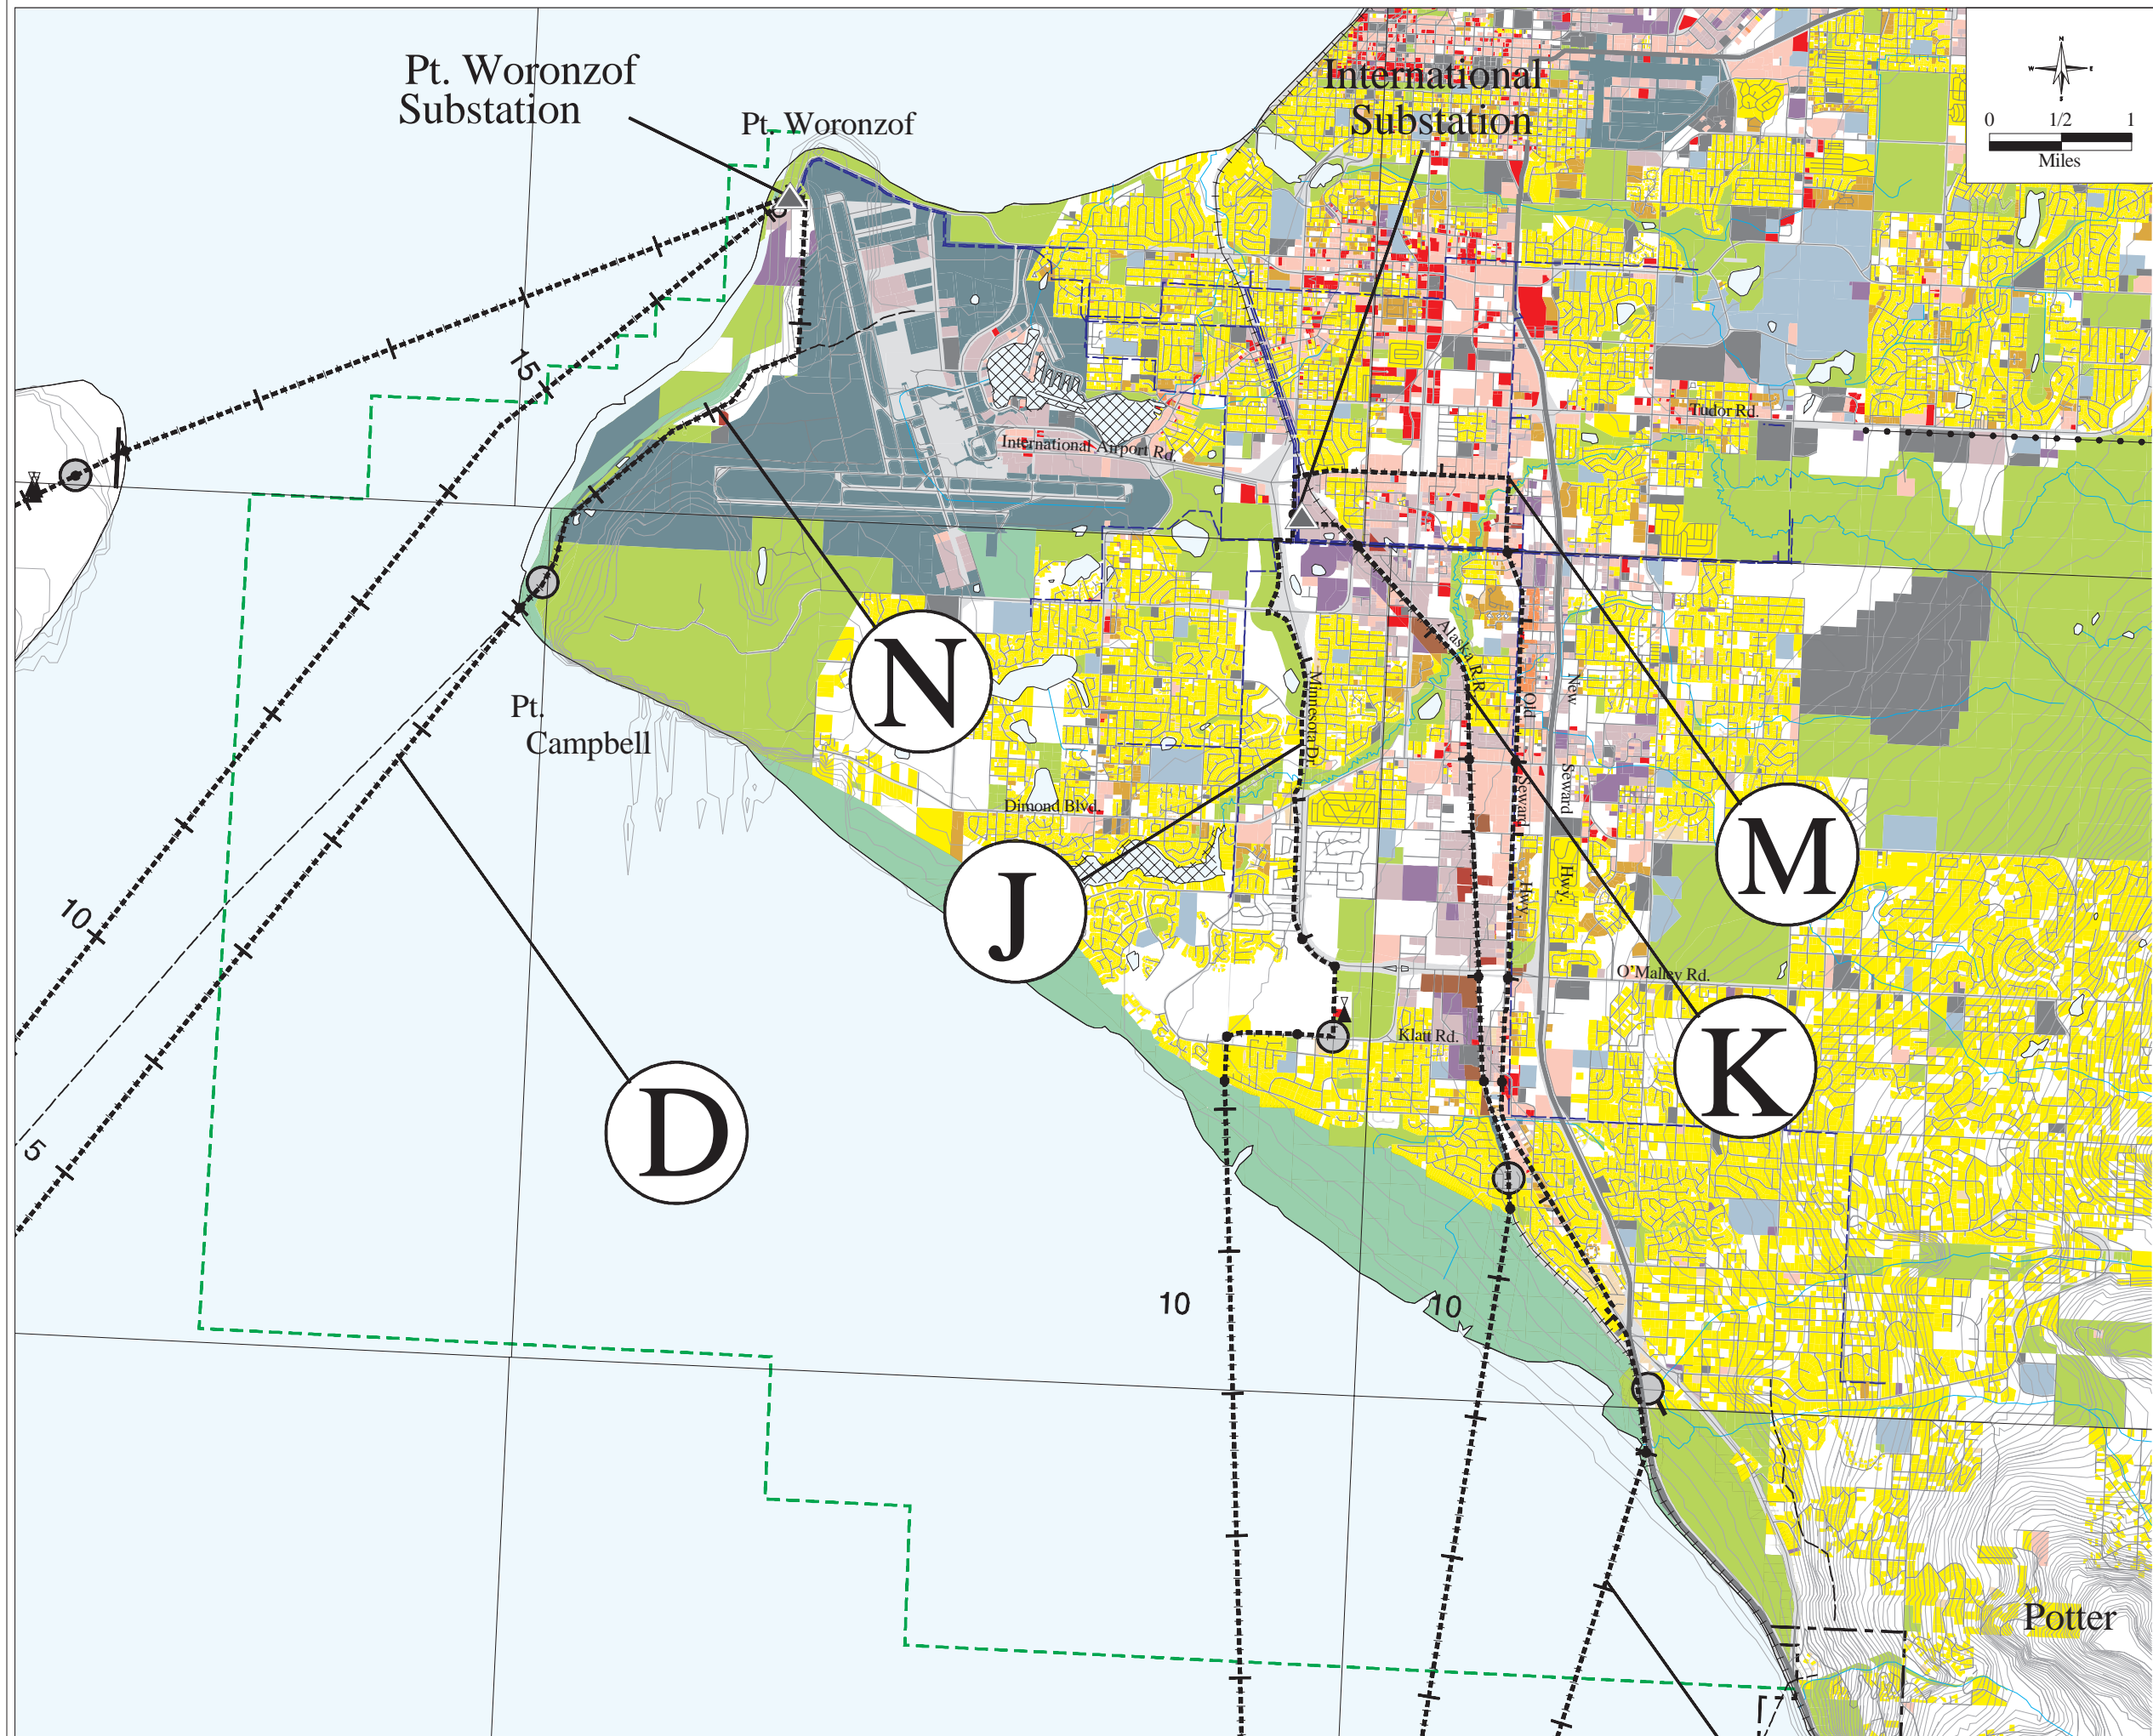 Pt. Woronzof
Substation
Pt. Woronzof
International
Substation
N
W
E
S
0 1/2 1
Miles
15
Tudor Rd.
International Airport Rd.
N
Pt.
Campbell
Alaska R.R
Minnesota Dr.
Old
Seward
Hwy.
New
Seward
Hwy.
Dimond Blvd.
M
J
10
O'Malley Rd.
Klatt Rd.
K
D
5
10
10
Potter